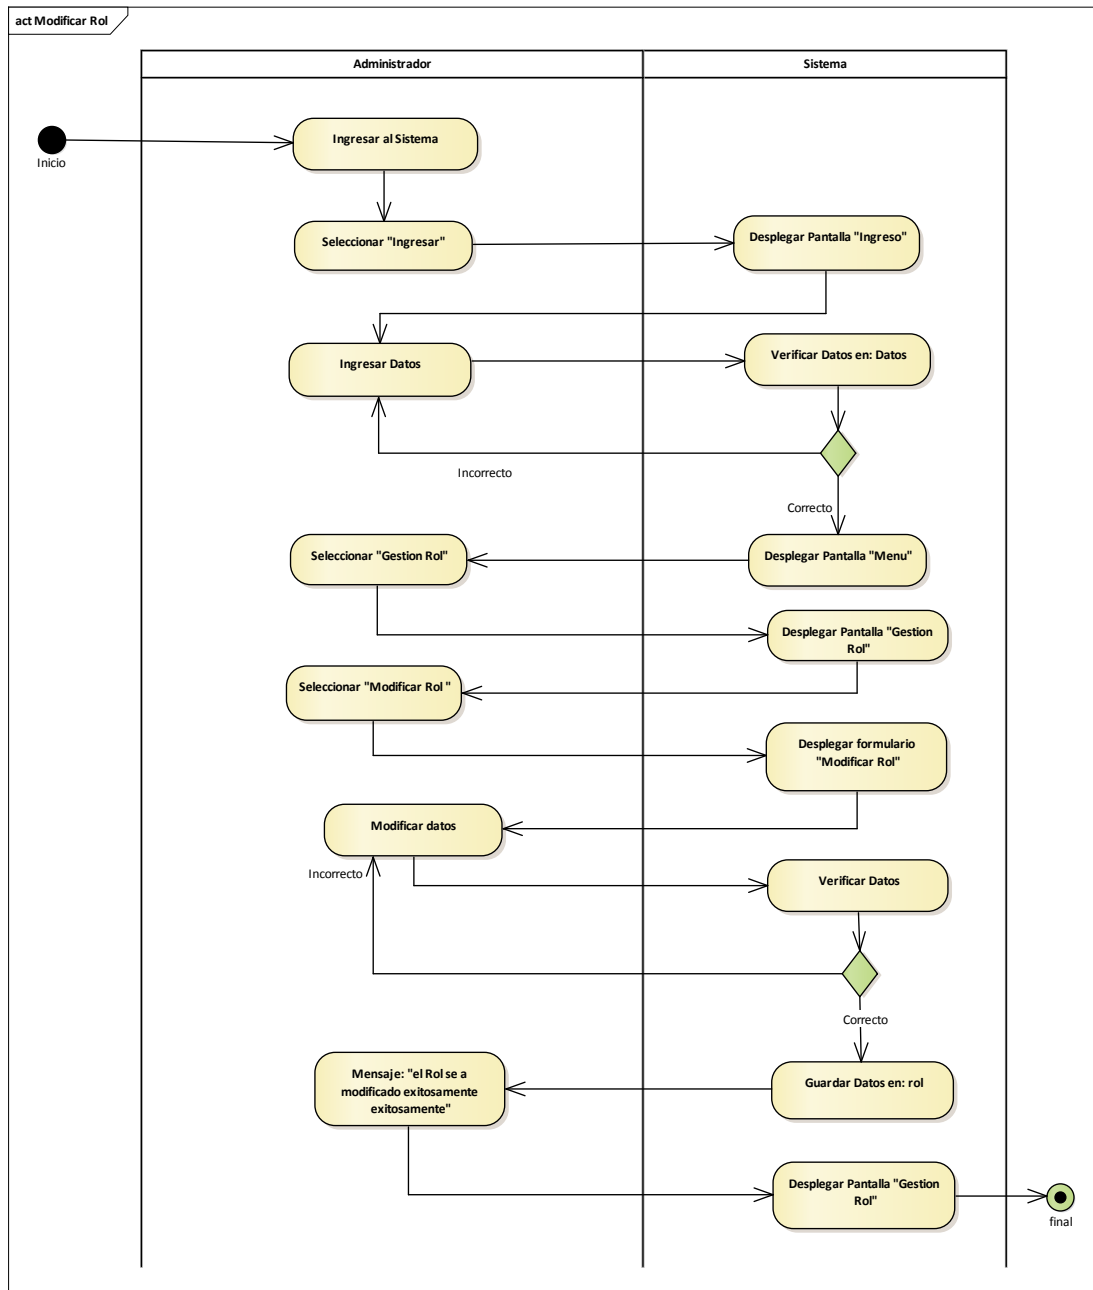 act Modificar Rol
Administrador
Sistema
Inicio
Ingresar al Sistema
Seleccionar "Ingresar"
Desplegar Pantalla "Ingreso"
Ingresar Datos
Verificar Datos en: Datos
Incorrecto
Correcto
Seleccionar "Gestion Rol"
Desplegar Pantalla "Menu"
Desplegar Pantalla "Gestion
Rol"
Seleccionar "Modificar Rol "
Desplegar formulario
"Modificar Rol"
Modificar datos
Incorrecto
Verificar Datos
Correcto
Mensaje: "el Rol se a
modificado exitosamente
exitosamente"
Guardar Datos en: rol
Desplegar Pantalla "Gestion
Rol"
final